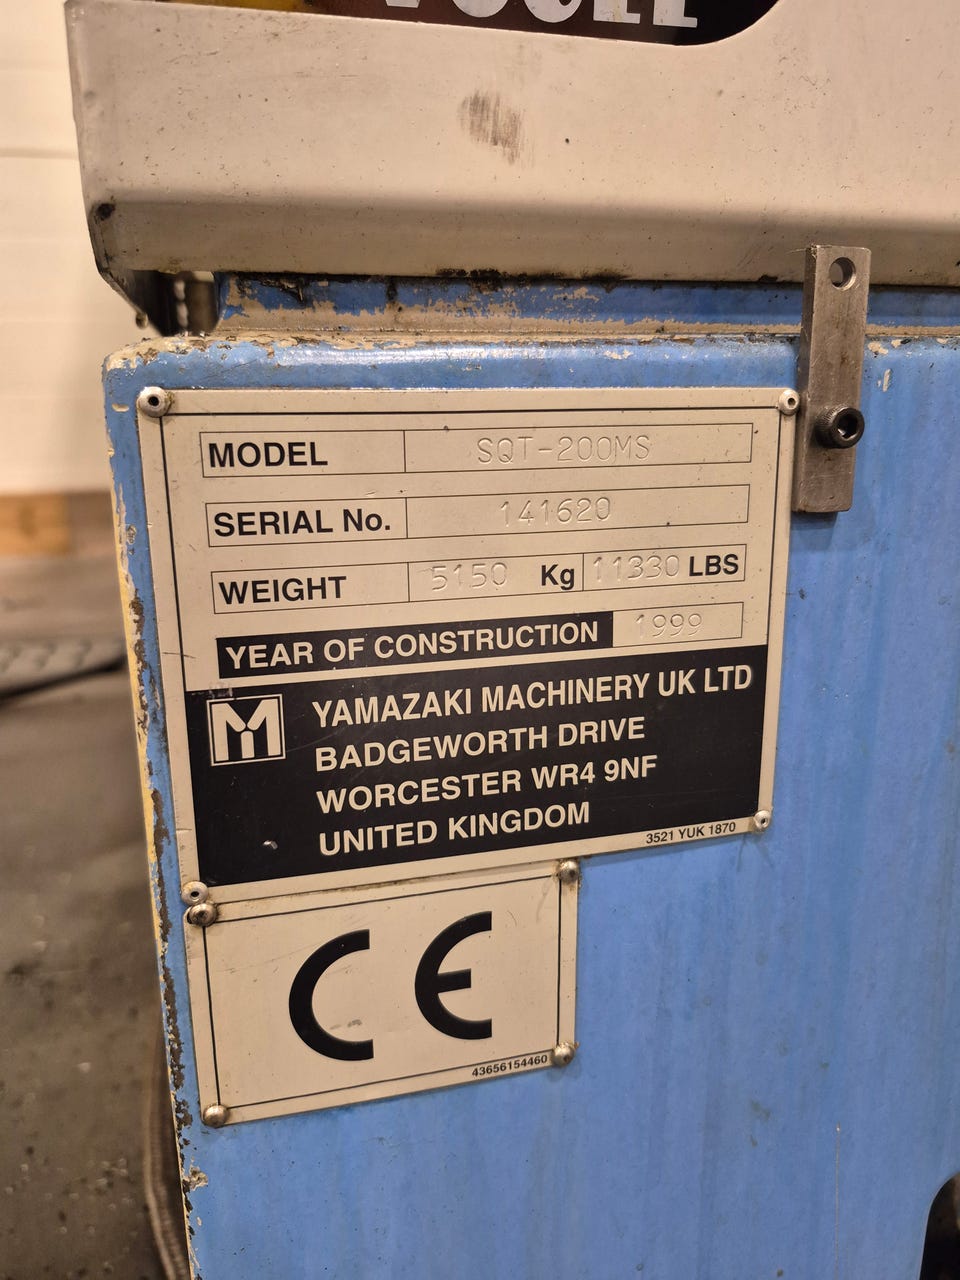 MODEL SQT-200MS
SERIAL No. 141620
WEIGHT 5150 Kg 11330 LBS
YEAR OF CONSTRUCTION 1999
YAMAZAKI MACHINERY UK LTD
BADGEWORTH DRIVE
WORCESTER WR4 9NF
UNITED KINGDOM
3521 YUK 1870
CE
43656154460